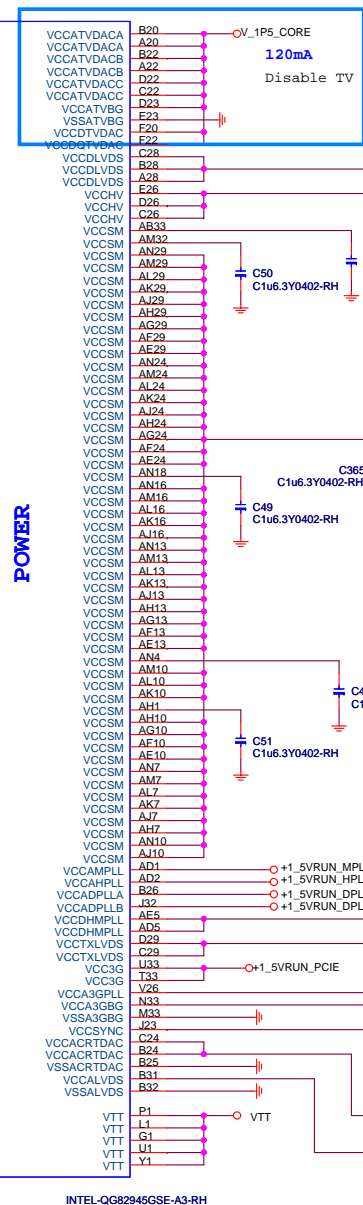 VCCATVDACA B20 V_1P5_CORE
VCCATVDACA A20
VCCATVDACB B22 120mA
VCCATVDACB A22
VCCATVDACC D22 Disable TV
VCCATVDACC C22
VCCATVBG D23
VSSATVBG E23
VCCDTVDAC F20
VCCDQTVDAC F22
VCCDLVDS C28
VCCDLVDS B28
VCCDLVDS A28
VCCHV E26
VCCHV D26
VCCHV C26
VCCSM AB33
VCCSM AM32
VCCSM AN29
VCCSM AM29 C50
VCCSM AL29 C1u6.3Y0402-RH
VCCSM AK29
VCCSM AJ29
VCCSM AH29
VCCSM AG29
VCCSM AF29
VCCSM AE29
VCCSM AN24
VCCSM AM24
VCCSM AL24
VCCSM AK24
VCCSM AJ24
VCCSM AH24
VCCSM AG24
VCCSM AF24
VCCSM AE24 C365
VCCSM AN18 C1u6.3Y0402-RH
VCCSM AN16
VCCSM AM16 C49
VCCSM AL16 C1u6.3Y0402-RH
VCCSM AK16
VCCSM AJ16
VCCSM AN13
VCCSM AM13
VCCSM AL13
VCCSM AK13
VCCSM AJ13
VCCSM AH13
VCCSM AG13
VCCSM AF13
VCCSM AE13
VCCSM AN4
VCCSM AM10
VCCSM AL10 C4
VCCSM AK10 C1
VCCSM AH1
VCCSM AH10
VCCSM AG10 C51
VCCSM AF10 C1u6.3Y0402-RH
VCCSM AE10
VCCSM AN7
VCCSM AM7
VCCSM AL7
VCCSM AK7
VCCSM AJ7
VCCSM AH7
VCCSM AN10
VCCSM AJ10
VCCAMPLL AD1 +1_5VRUN_MPL
VCCAHPLL AD2 +1_5VRUN_HPL
VCCADPLLA B26 +1_5VRUN_DPL
VCCADPLLB J32 +1_5VRUN_DPL
VCCDHMPLL AE5
VCCDHMPLL AD5
VCCTXLVDS D29
VCCTXLVDS C29
VCC3G U33 +1_5VRUN_PCIE
VCC3G T33
VCCA3GPLL V26
VCCA3GBG N33
VSSA3GBG M33
VCCSYNC J23
VCCACRTDAC C24
VCCACRTDAC B24
VSSACRTDAC B25
VCCALVDS B31
VSSALVDS B32
VTT P1 VTT
VTT L1
VTT G1
VTT U1
VTT Y1
POWER
INTEL-QG82945GSE-A3-RH